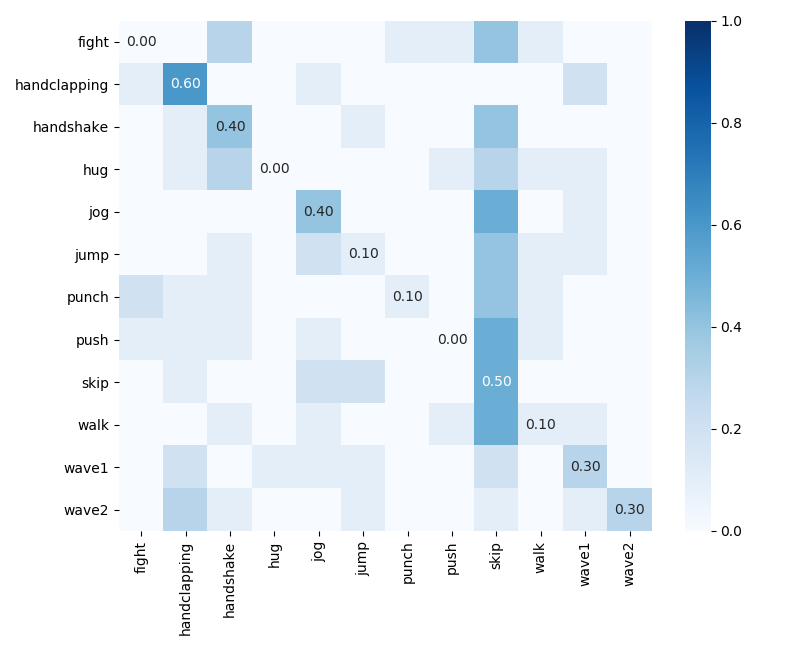 fight 0.00 1.0
handclapping 0.60
handshake 0.40 0.8
hug 0.00
jog 0.40 0.6
jump 0.10
punch 0.10 0.4
push 0.00
skip 0.50
walk 0.10 0.2
wave1 0.30
wave2 0.30 0.0
fight handclapping handshake hug jog jump punch push skip walk wave1 wave2